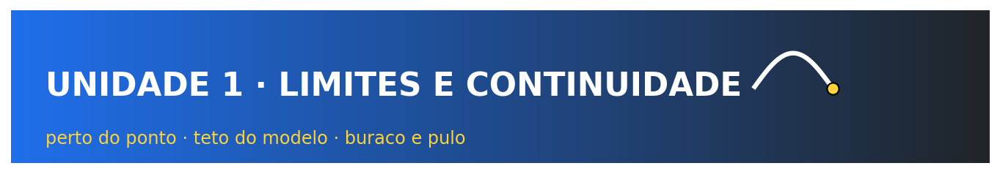 UNIDADE 1 · LIMITES E CONTINUIDADE
perto do ponto · teto do modelo · buraco e pulo